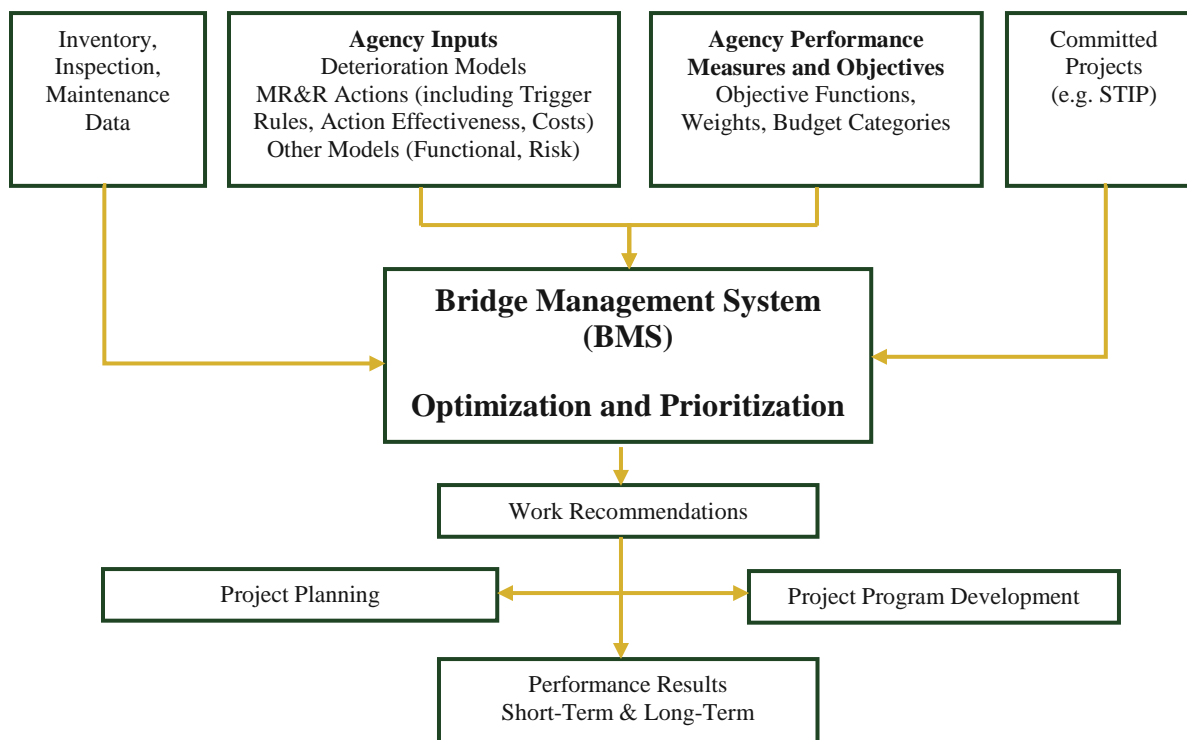 Inventory,
Inspection,
Maintenance
Data
Agency Inputs
Deterioration Models
MR&R Actions (including Trigger
Rules, Action Effectiveness, Costs)
Other Models (Functional, Risk)
Agency Performance
Measures and Objectives
Objective Functions,
Weights, Budget Categories
Committed
Projects
(e.g. STIP)
Bridge Management System
(BMS)
Optimization and Prioritization
Work Recommendations
Project Planning
Project Program Development
Performance Results
Short-Term & Long-Term